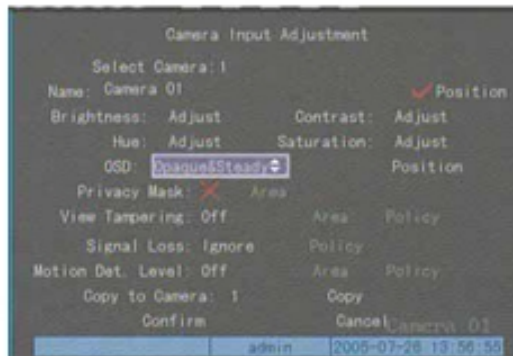 Camera Input Adjustment
Select Camera: 1
Name: Camera 01 Position
Brightness: Adjust Contrast: Adjust
Hue: Adjust Saturation: Adjust
OSD: Opaque&Steady Position
Privacy Mask: Area
View Tampering: Off Area Policy
Signal Loss: Ignore Policy
Motion Det. Level: Off Area Policy
Copy to Camera: 1 Copy
Confirm Cancel
Camera 01
admin 2005-07-26 13:56:55